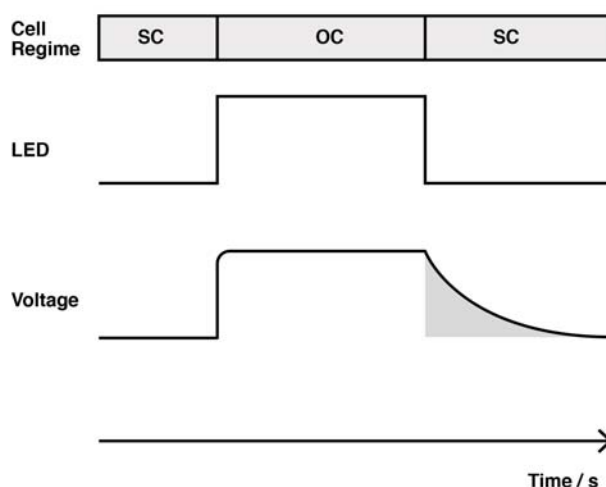 Cell
Regime
SC
OC
SC
LED
Voltage
Time / s